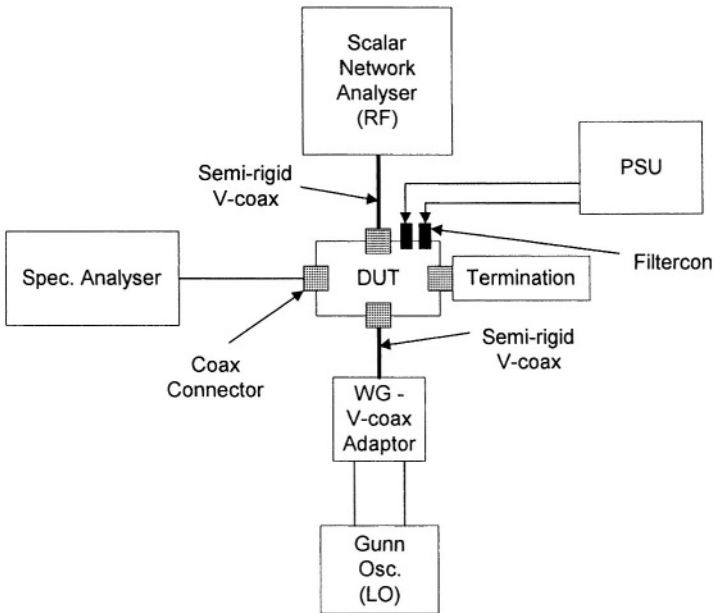 Scalar
Network
Analyser
(RF)
Semi-rigid
V-coax
PSU
Spec. Analyser
DUT
Termination
Filtercon
Coax
Connector
Semi-rigid
V-coax
WG -
V-coax
Adaptor
Gunn
Osc.
(LO)